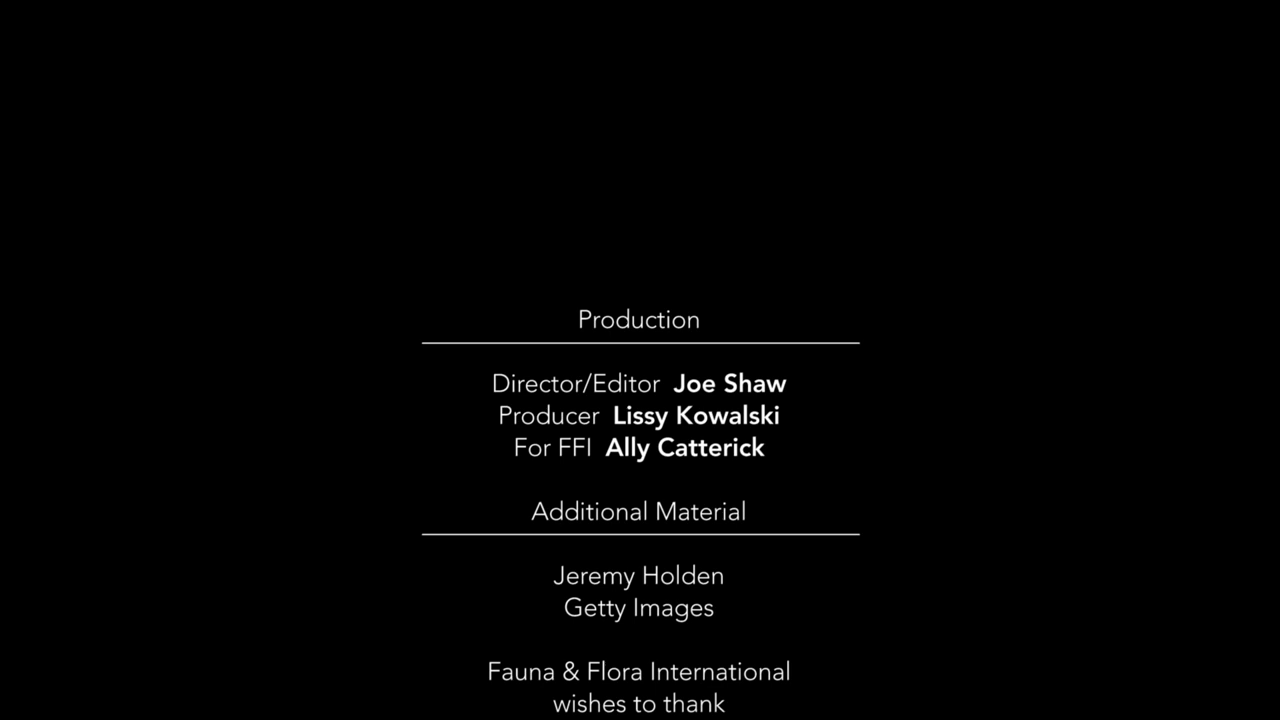 Production
Director/Editor Joe Shaw
Producer Lissy Kowalski
For FFI Ally Catterick
Additional Material
Jeremy Holden
Getty Images
Fauna & Flora International
wishes to thank